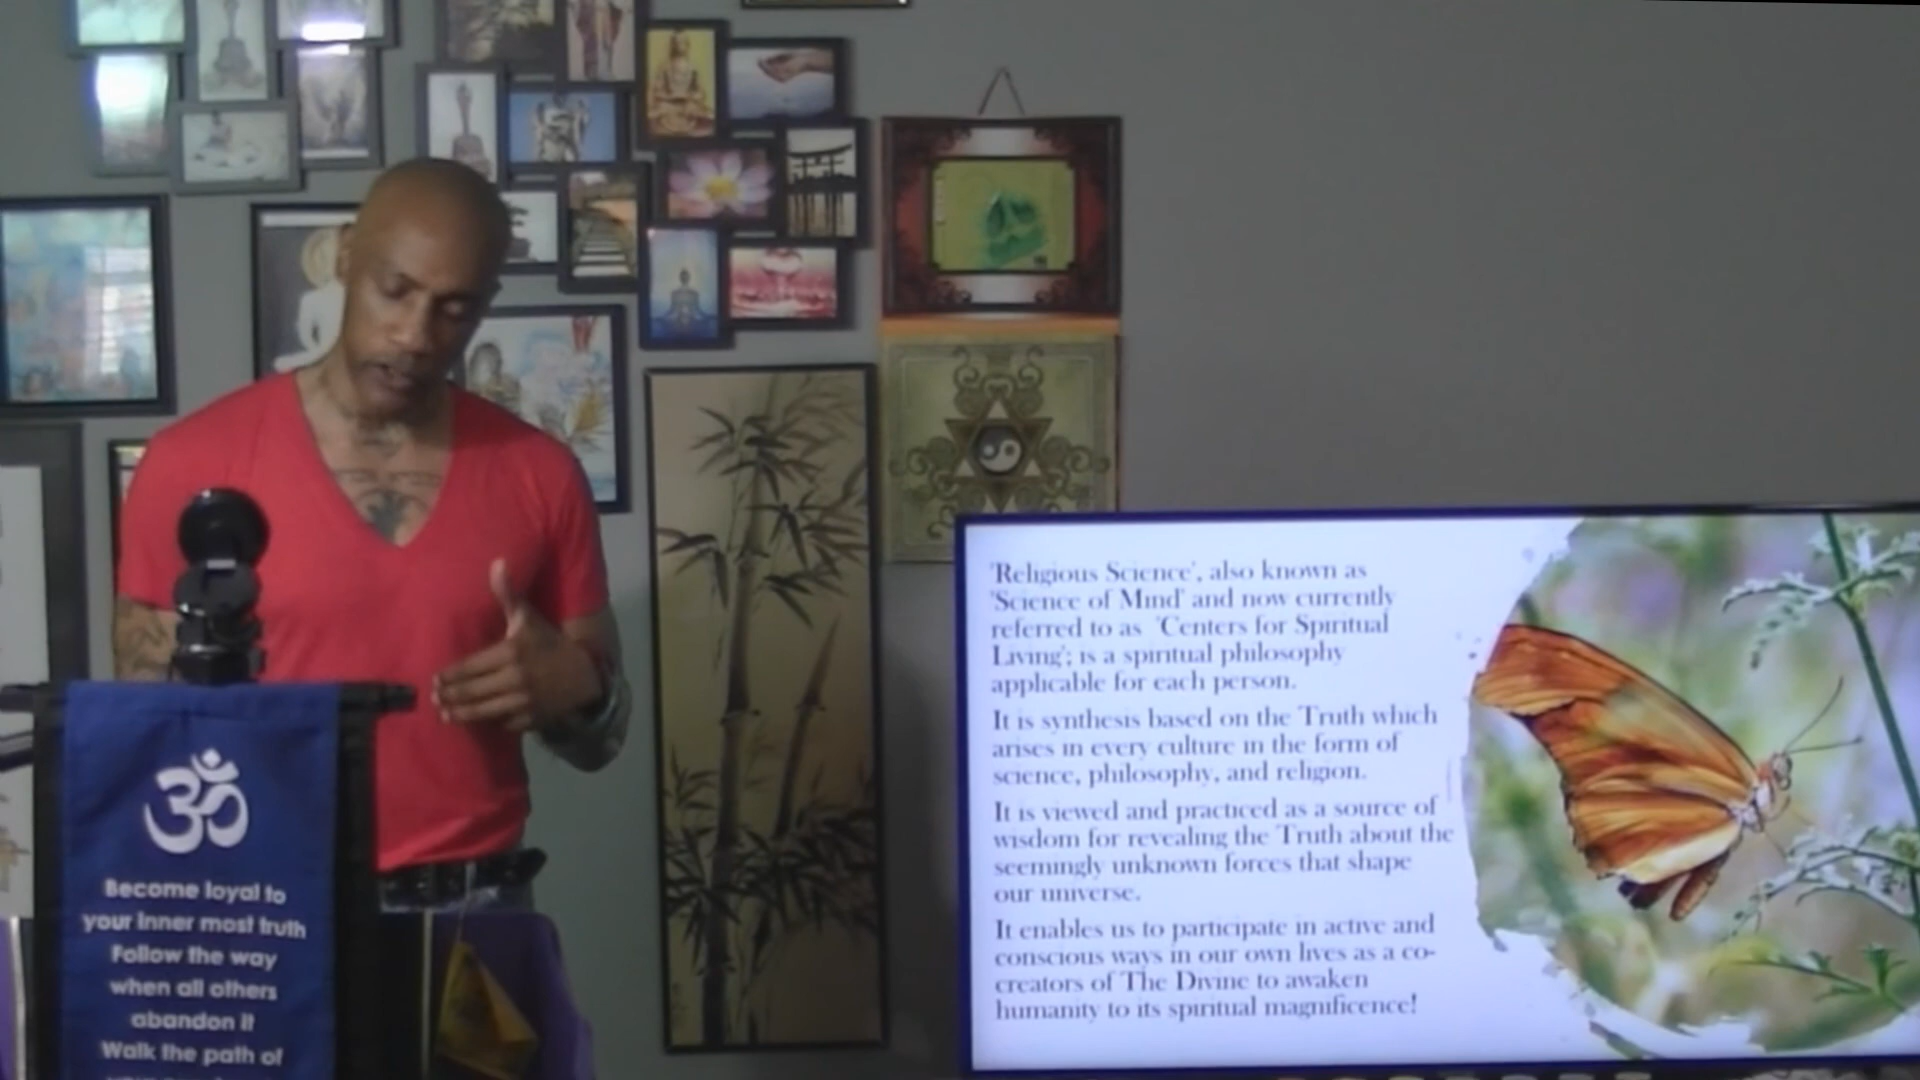 'Religious Science', also known as
'Science of Mind' and now currently
referred to as 'Centers for Spiritual
Living'; is a spiritual philosophy
applicable for each person.
It is synthesis based on the Truth which
arises in every culture in the form of
science, philosophy, and religion.
It is viewed and practiced as a source of
wisdom for revealing the Truth about the
seemingly unknown forces that shape
our universe.
It enables us to participate in active and
conscious ways in our own lives as a co-
creators of The Divine to awaken
humanity to its spiritual magnificence!
ॐ
Become loyal to
your Inner most truth
Follow the way
when all others
abandon it
Walk the path of